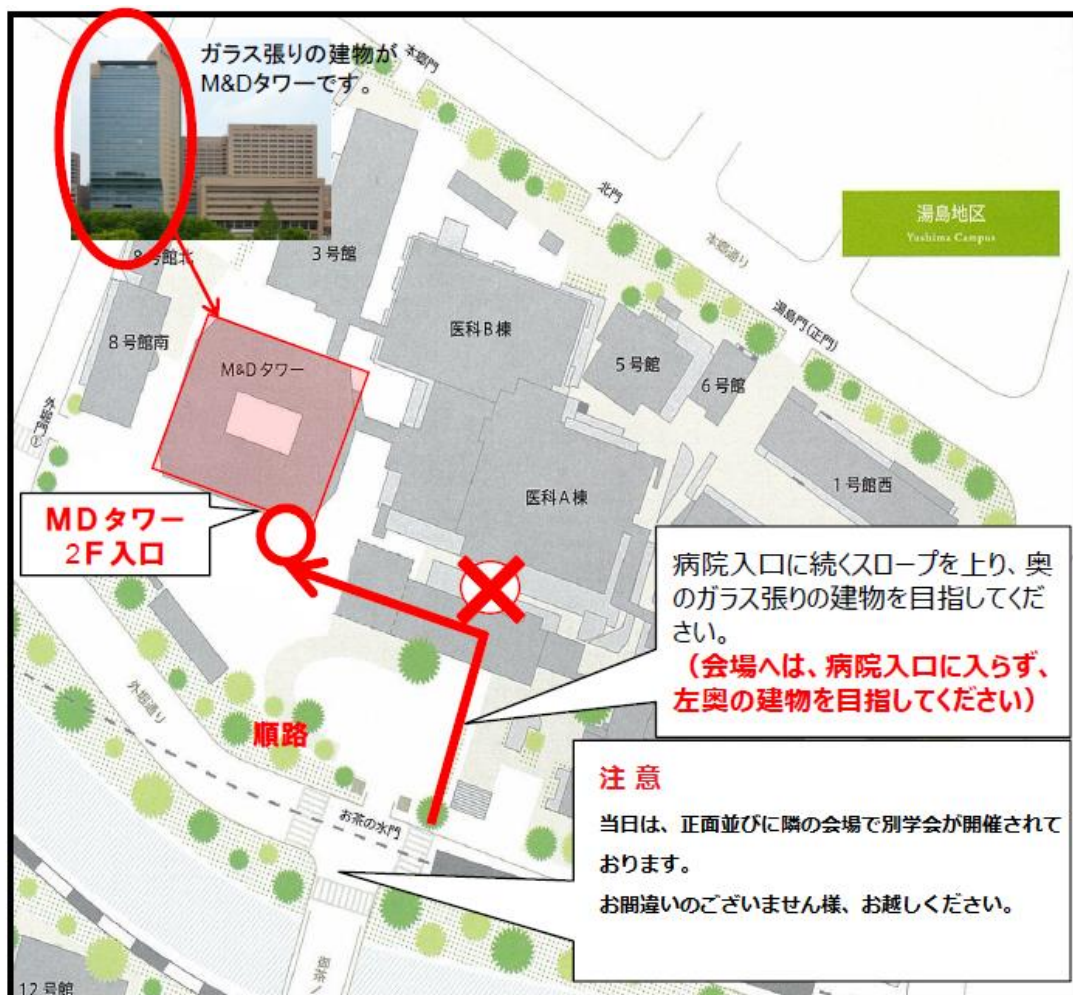 ガラス張りの建物が
M&Dタワーです。
本郷門
北門
本郷通り
湯島地区
Yushima Campus
湯島門(正門)
8号館北
3号館
8号館南
M&Dタワー
医科B棟
5号館
6号館
1号館西
外堀門①
医科A棟
MDタワー
2F入口
病院入口に続くスロープを上り、奥
のガラス張りの建物を目指してくだ
さい。
(会場へは、病院入口に入らず、
左奥の建物を目指してください)
外堀通り
順路
お茶の水門
注意
当日は、正面並びに隣の会場で別学会が開催されて
おります。
お間違いのございません様、お越しください。
御茶ノ
12号館